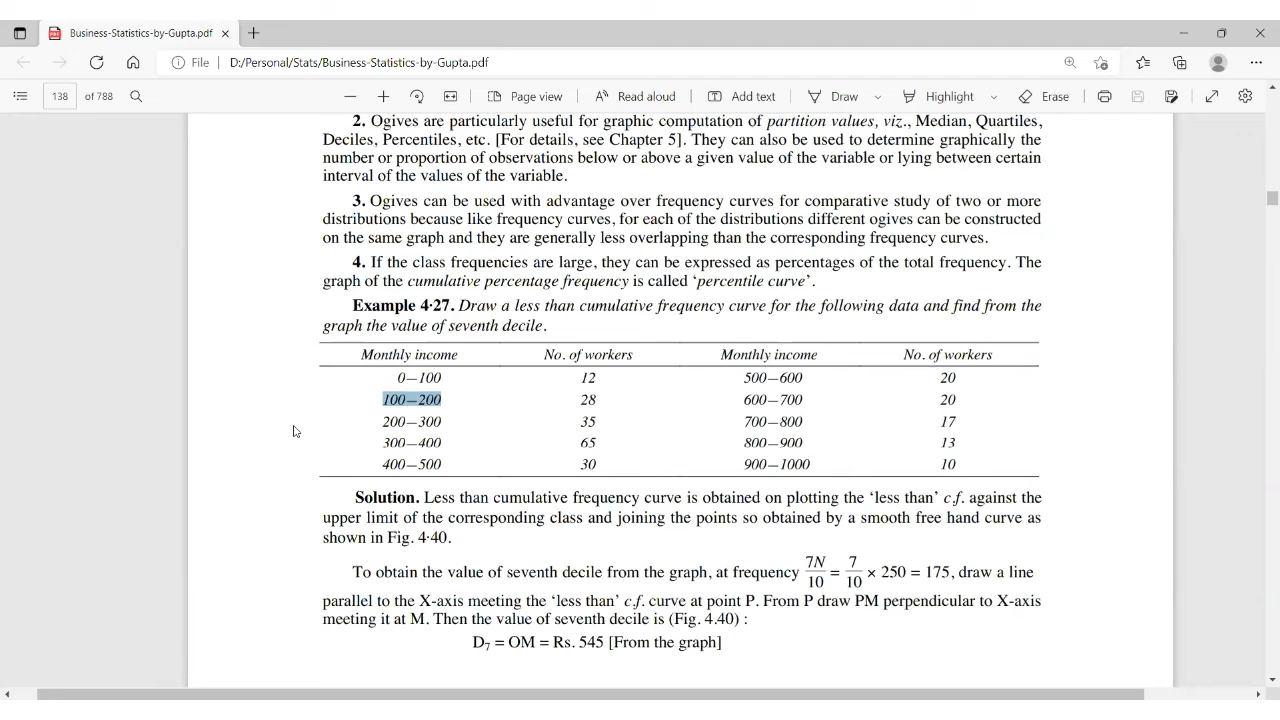 Business-Statistics-by-Gupta.pdf
File | D:/Personal/Stats/Business-Statistics-by-Gupta.pdf
138 of 788 Page view Read aloud Add text Draw Highlight Erase
2. Ogives are particularly useful for graphic computation of partition values, viz., Median, Quartiles,
Deciles, Percentiles, etc. [For details, see Chapter 5]. They can also be used to determine graphically the
number or proportion of observations below or above a given value of the variable or lying between certain
interval of the values of the variable.
3. Ogives can be used with advantage over frequency curves for comparative study of two or more
distributions because like frequency curves, for each of the distributions different ogives can be constructed
on the same graph and they are generally less overlapping than the corresponding frequency curves.
4. If the class frequencies are large, they can be expressed as percentages of the total frequency. The
graph of the cumulative percentage frequency is called ‘percentile curve’.
Example 4·27. Draw a less than cumulative frequency curve for the following data and find from the
graph the value of seventh decile.
Monthly income No. of workers Monthly income No. of workers
0—100 12 500—600 20
100—200 28 600—700 20
200—300 35 700—800 17
300—400 65 800—900 13
400—500 30 900—1000 10
Solution. Less than cumulative frequency curve is obtained on plotting the ‘less than’ c.f. against the
upper limit of the corresponding class and joining the points so obtained by a smooth free hand curve as
shown in Fig. 4·40.
To obtain the value of seventh decile from the graph, at frequency 7N/10 = 7/10 × 250 = 175, draw a line
parallel to the X-axis meeting the ‘less than’ c.f. curve at point P. From P draw PM perpendicular to X-axis
meeting it at M. Then the value of seventh decile is (Fig. 4.40) :
D₇ = OM = Rs. 545 [From the graph]